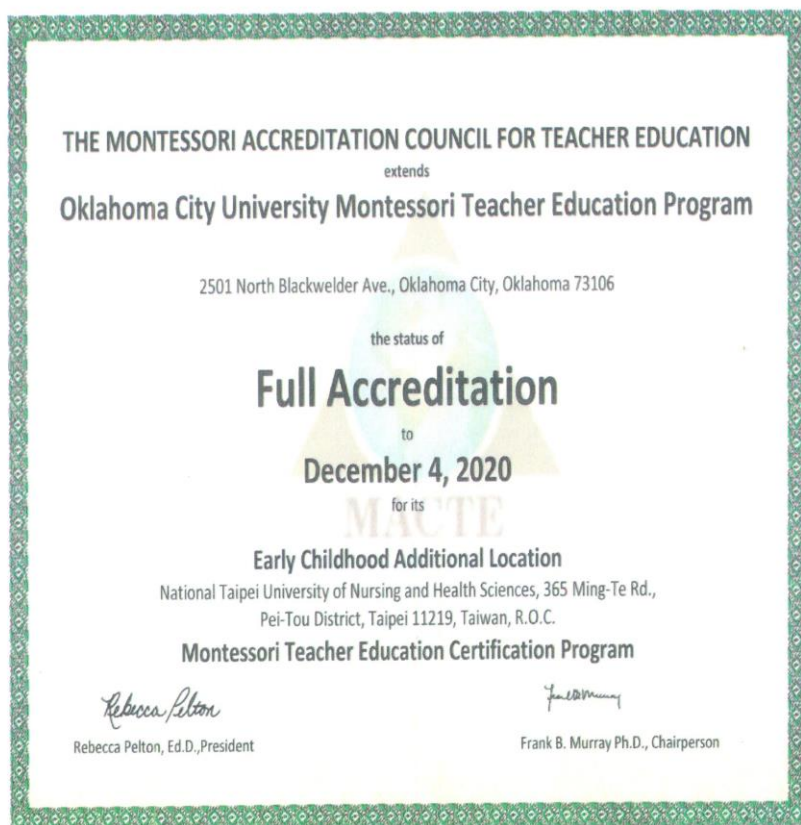 THE MONTESSORI ACCREDITATION COUNCIL FOR TEACHER EDUCATION
extends
Oklahoma City University Montessori Teacher Education Program
2501 North Blackwelder Ave., Oklahoma City, Oklahoma 73106
the status of
Full Accreditation
to
December 4, 2020
for its
MACTE
Early Childhood Additional Location
National Taipei University of Nursing and Health Sciences, 365 Ming-Te Rd.,
Pei-Tou District, Taipei 11219, Taiwan, R.O.C.
Montessori Teacher Education Certification Program
Rebecca Pelton
Rebecca Pelton, Ed.D.,President
Frank B. Murray Ph.D., Chairperson